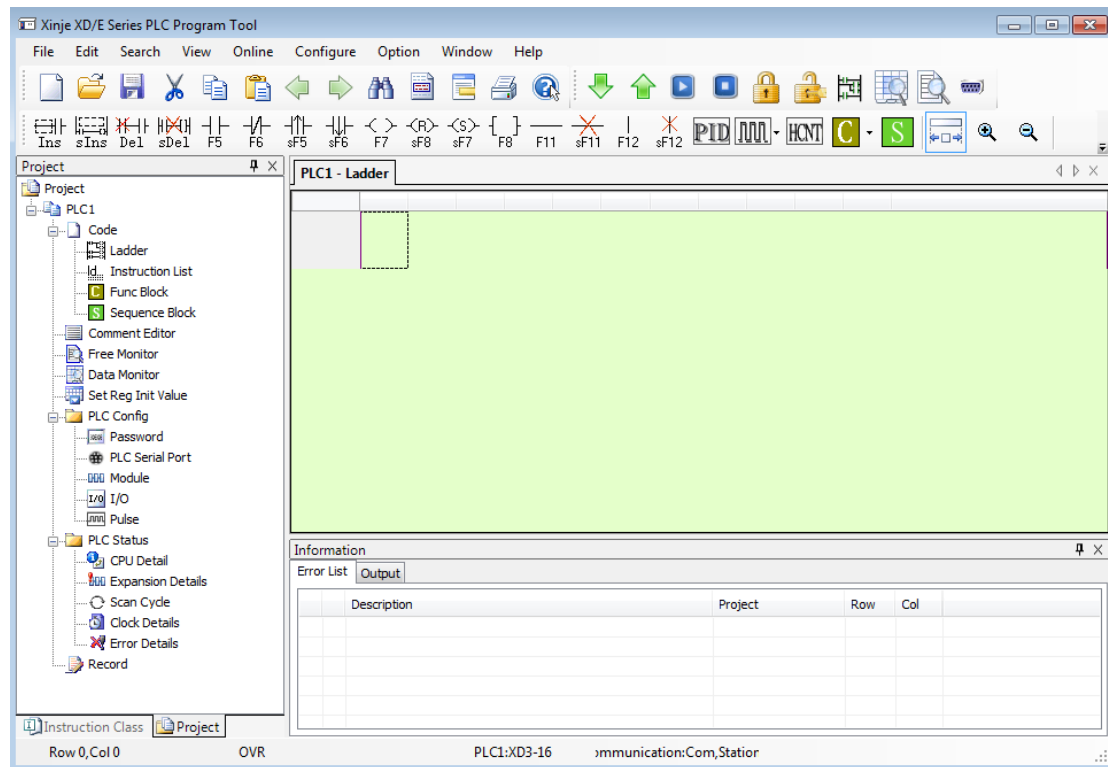 Xinje XD/E Series PLC Program Tool
File Edit Search View Online Configure Option Window Help
Ins sIns Del sDel F5 F6 sF5 sF6 F7 sF8 sF7 F8 F11 sF11 F12 sF12 PID HCNT C S
Project
PLC1 - Ladder
Project
PLC1
Code
Ladder
Instruction List
Func Block
Sequence Block
Comment Editor
Free Monitor
Data Monitor
Set Reg Init Value
PLC Config
Password
PLC Serial Port
Module
I/O
Pulse
PLC Status
CPU Detail
Expansion Details
Scan Cycle
Clock Details
Error Details
Record
Instruction Class Project
Information
Error List Output
Description Project Row Col
Row 0,Col 0 OVR PLC1:XD3-16 ommunication:Com,Station